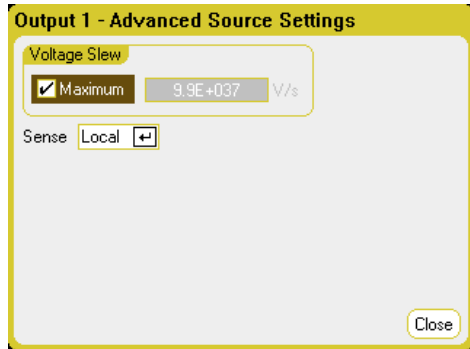 Output 1 - Advanced Source Settings
Voltage Slew
Maximum 9.9E+037 V/s
Sense Local
Close